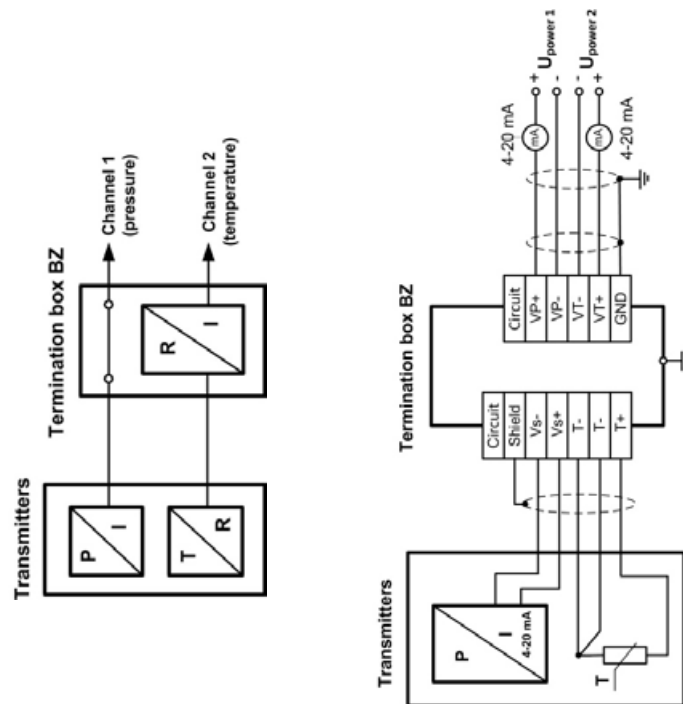 Transmitters
P
I
T
R
Termination box BZ
R
I
Channel 1
(pressure)
Channel 2
(temperature)
Transmitters
P
I
4-20 mA
T
Termination box BZ
Circuit
Shield
Vs-
Vs+
T-
T-
T+
Circuit
VP+
VP-
VT-
VT+
GND
4-20 mA
mA
mA
4-20 mA
+ Upower 1
-
- Upower 2
+